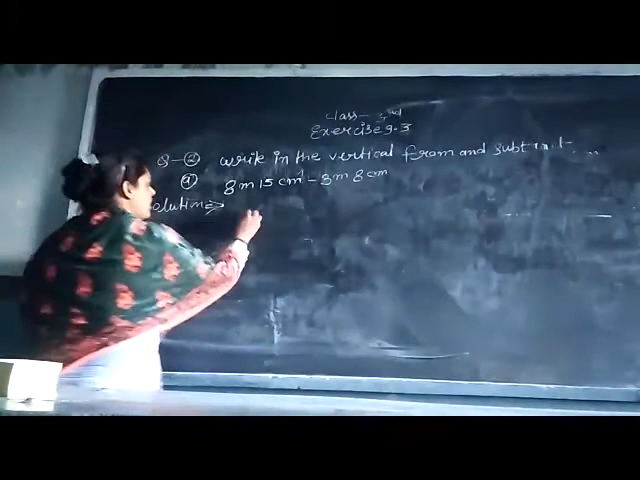 Class - 3rd
Exercise 9.3
Q-② write in the vertical from and subtract. ...
ⓐ 8 m 15 cm - 3 m 8 cm
olution ⇒